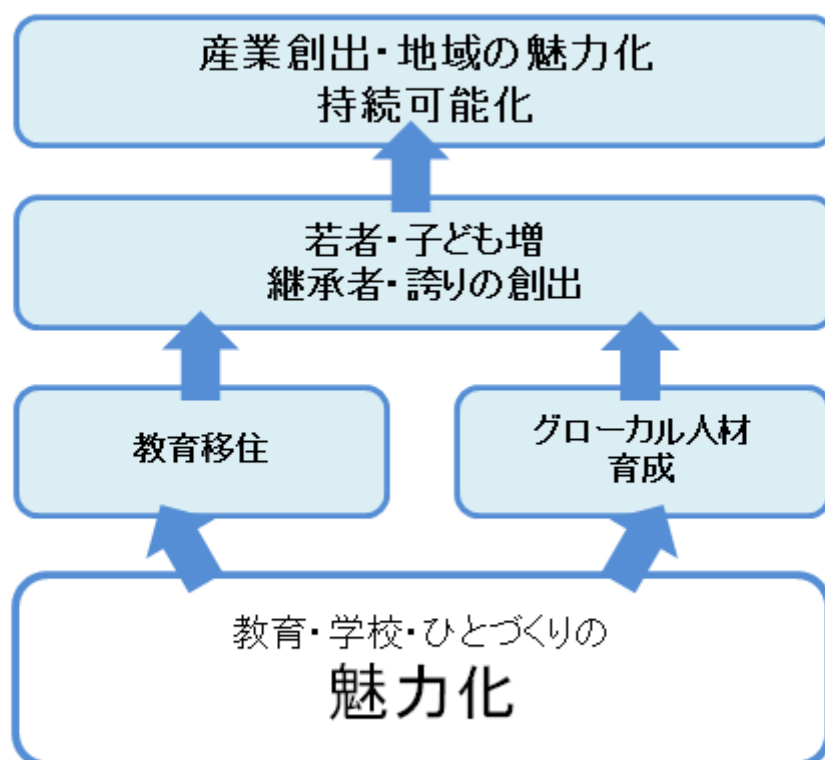 産業創出・地域の魅力化
持続可能化
若者・子ども増
継承者・誇りの創出
教育移住
グローカル人材
育成
教育・学校・ひとづくりの
魅力化